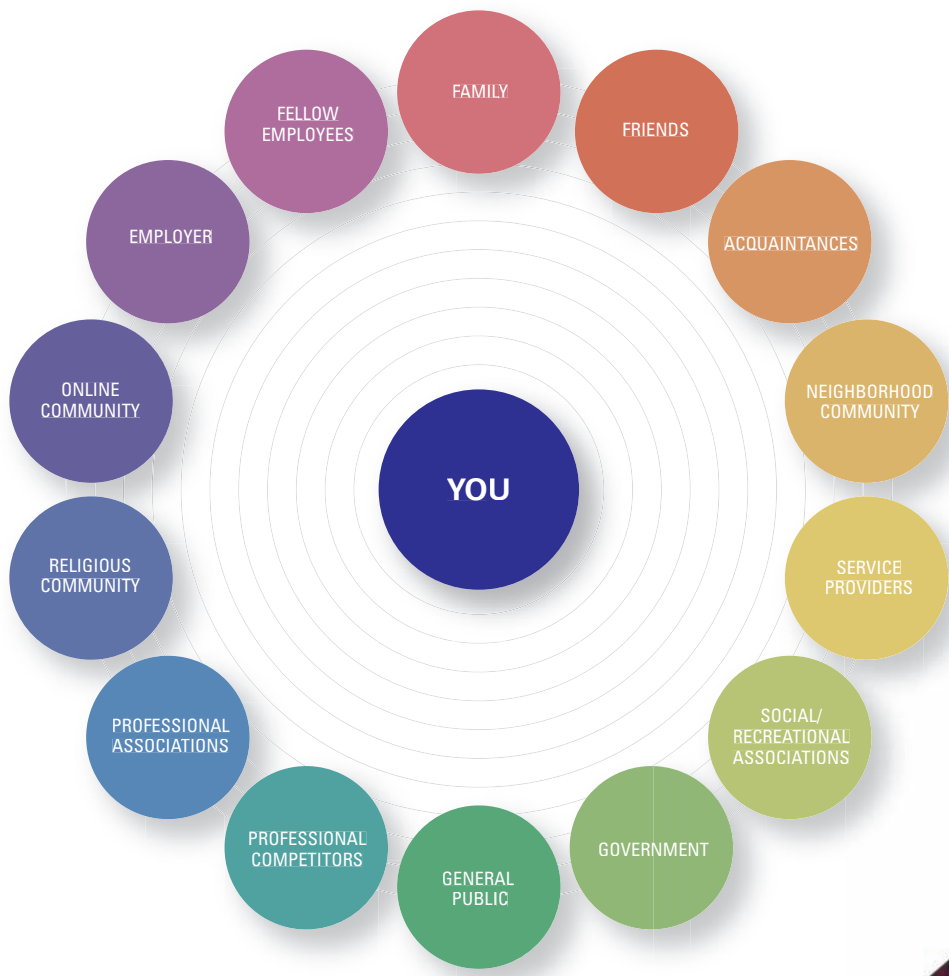 FAMILY
FRIENDS
ACQUAINTANCES
NEIGHBORHOOD
COMMUNITY
SERVICE
PROVIDERS
SOCIAL/
RECREATIONAL
ASSOCIATIONS
GOVERNMENT
GENERAL
PUBLIC
PROFESSIONAL
COMPETITORS
PROFESSIONAL
ASSOCIATIONS
RELIGIOUS
COMMUNITY
ONLINE
COMMUNITY
EMPLOYER
FELLOW
EMPLOYEES
YOU